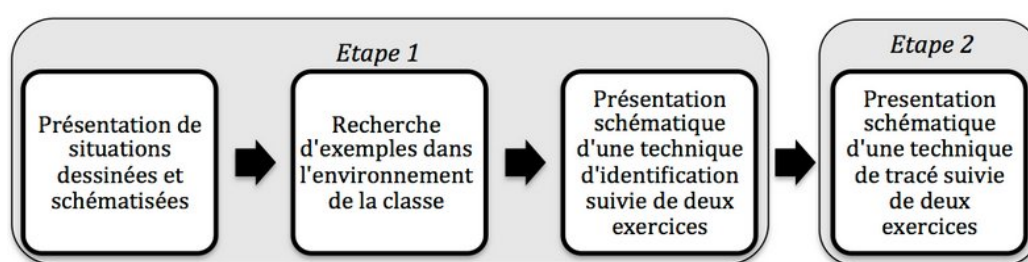 Etape 1
Présentation de
situations
dessinées et
schématisées
Recherche
d'exemples dans
l'environnement
de la classe
Présentation
schématique
d'une technique
d'identification
suivie de deux
exercices
Etape 2
Presentation
schématique
d'une technique
de tracé suivie
de deux
exercices